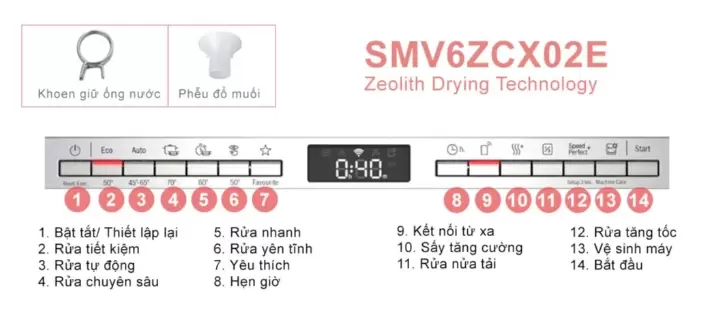 SMV6ZCX02E
Zeolith Drying Technology
Khoen giữ ống nước
Phễu đổ muối
Eco Auto
h. Speed Perfect + Start
0:40
50° 45°-65° 70° 60° 50° Favourite
Setup 3 sec. Machine Care
1 2 3 4 5 6 7 8 9 10 11 12 13 14
1. Bật tắt/ Thiết lập lại
2. Rửa tiết kiệm
3. Rửa tự động
4. Rửa chuyên sâu
5. Rửa nhanh
6. Rửa yên tĩnh
7. Yêu thích
8. Hẹn giờ
9. Kết nối từ xa
10. Sấy tăng cường
11. Rửa nửa tải
12. Rửa tăng tốc
13. Vệ sinh máy
14. Bắt đầu